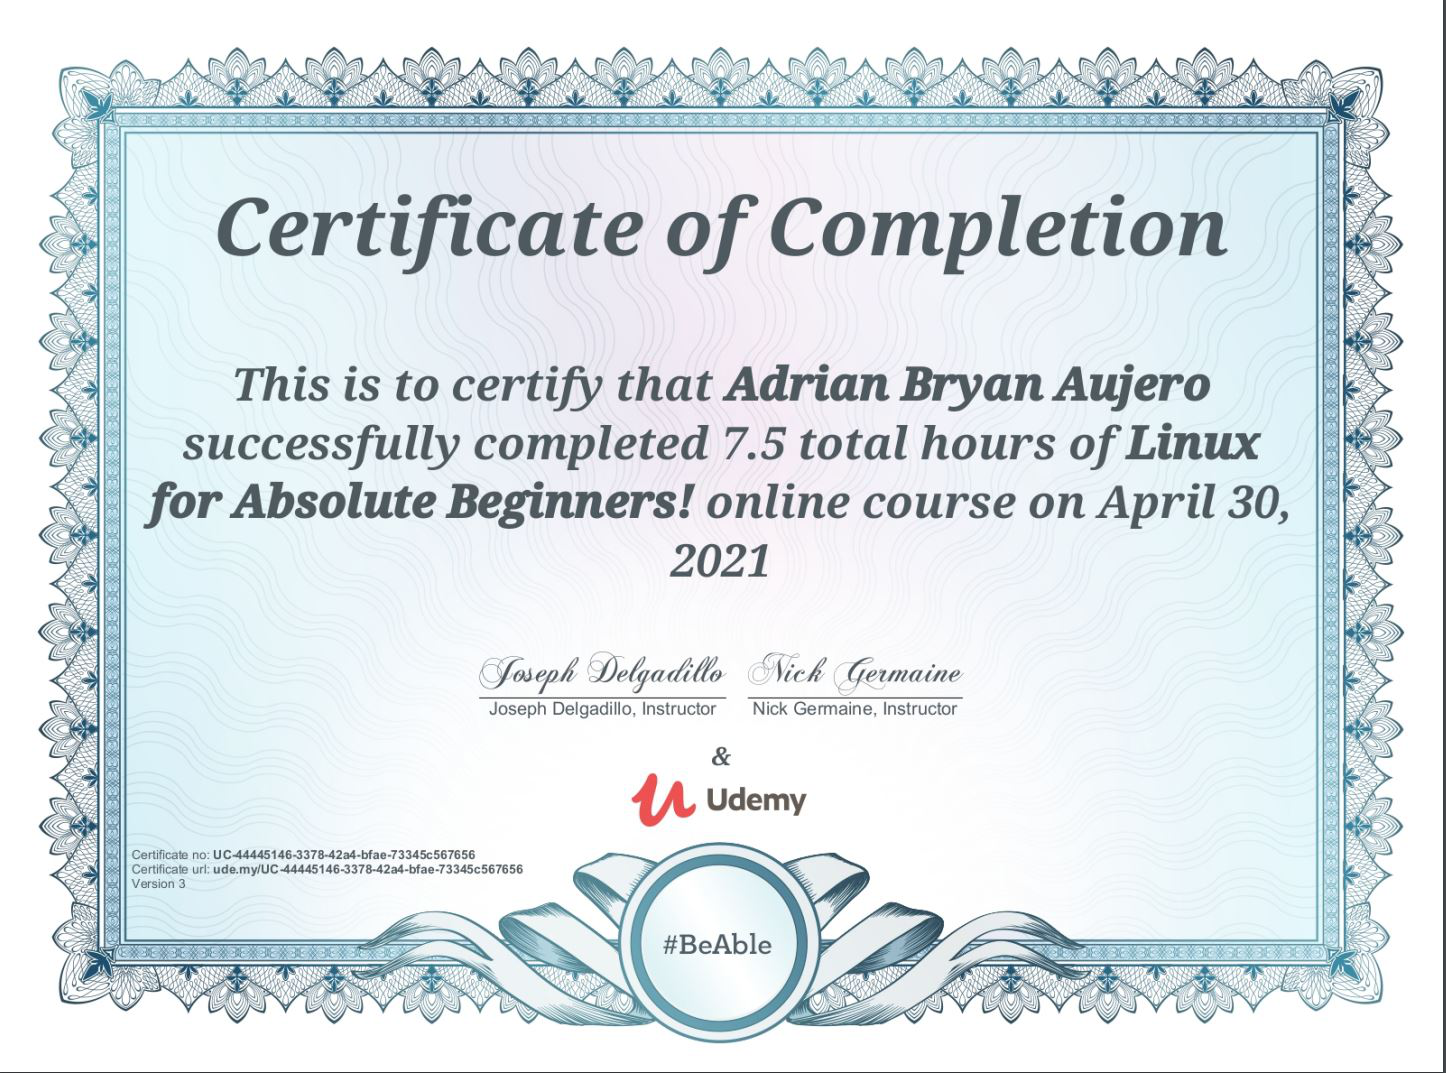 Certificate of Completion
This is to certify that Adrian Bryan Aujero
successfully completed 7.5 total hours of Linux
for Absolute Beginners! online course on April 30,
2021
Joseph Delgadillo Nick Germaine
Joseph Delgadillo, Instructor Nick Germaine, Instructor
&
Udemy
Certificate no: UC-44445146-3378-42a4-bfae-73345c567656
Certificate url: ude.my/UC-44445146-3378-42a4-bfae-73345c567656
Version 3
#BeAble